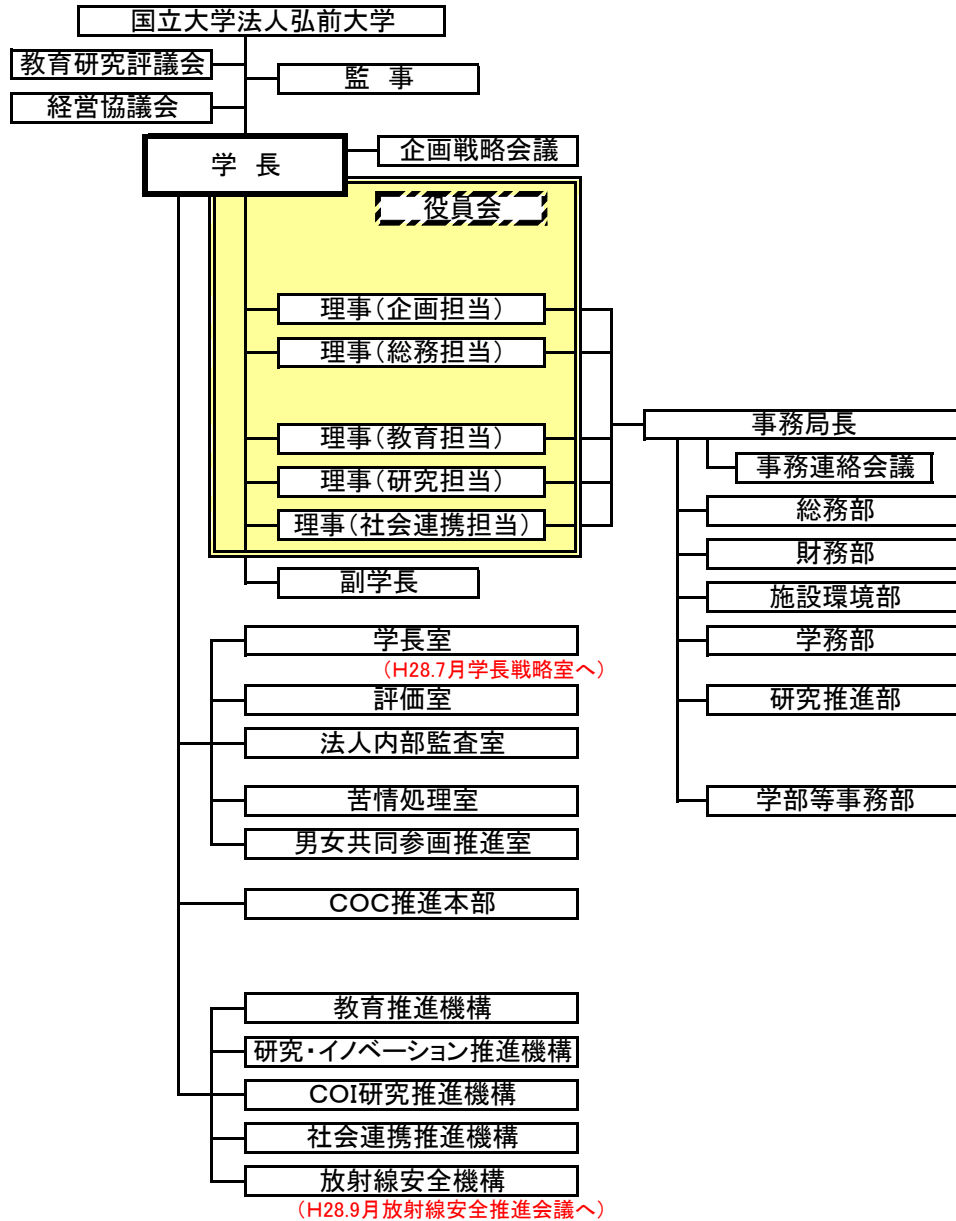 国立大学法人弘前大学
教育研究評議会
監　事
経営協議会
学　長
企画戦略会議
役員会
理事(企画担当)
理事(総務担当)
理事(教育担当)
理事(研究担当)
理事(社会連携担当)
副学長
事務局長
事務連絡会議
総務部
財務部
施設環境部
学務部
研究推進部
学部等事務部
学長室
(H28.7月学長戦略室へ)
評価室
法人内部監査室
苦情処理室
男女共同参画推進室
COC推進本部
教育推進機構
研究・イノベーション推進機構
COI研究推進機構
社会連携推進機構
放射線安全機構
(H28.9月放射線安全推進会議へ)